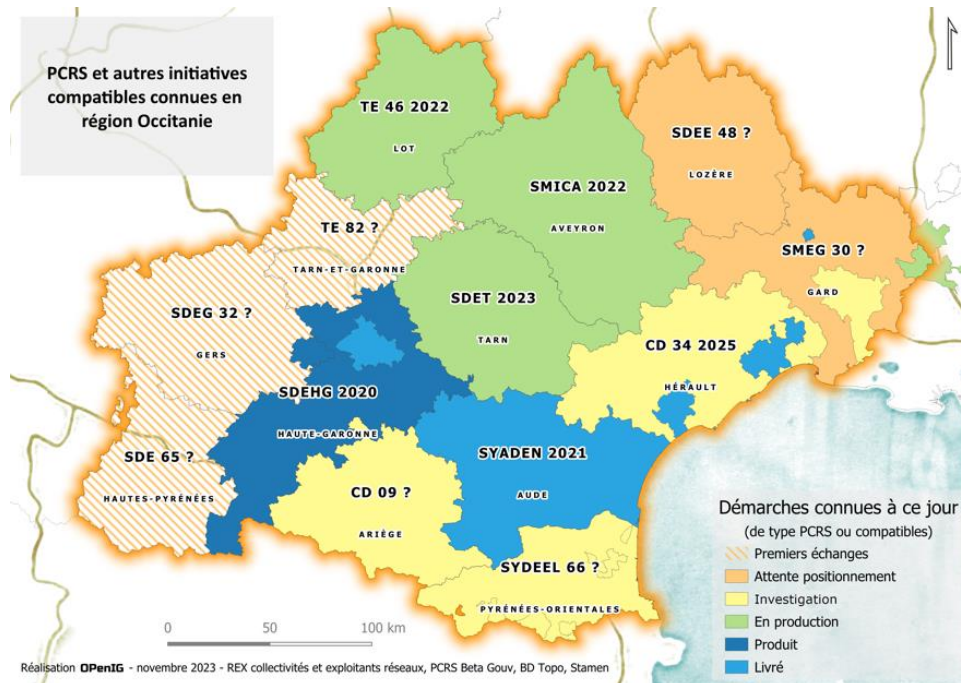 PCRS et autres initiatives
compatibles connues en
région Occitanie
TE 46 2022
LOT
SDEE 48 ?
LOZÈRE
SMICA 2022
AVEYRON
TE 82 ?
TARN-ET-GARONNE
SMEG 30 ?
GARD
SDEG 32 ?
GERS
SDET 2023
TARN
CD 34 2025
HÉRAULT
SDEHG 2020
HAUTE-GARONNE
SDE 65 ?
HAUTES-PYRÉNÉES
SYADEN 2021
AUDE
CD 09 ?
ARIÉGE
SYDEEL 66 ?
PYRÉNÉES-ORIENTALES
Démarches connues à ce jour
(de type PCRS ou compatibles)
Premiers échanges
Attente positionnement
Investigation
En production
Produit
Livré
0 50 100 km
Réalisation OPenIG - novembre 2023 - REX collectivités et exploitants réseaux, PCRS Beta Gouv, BD Topo, Stamen